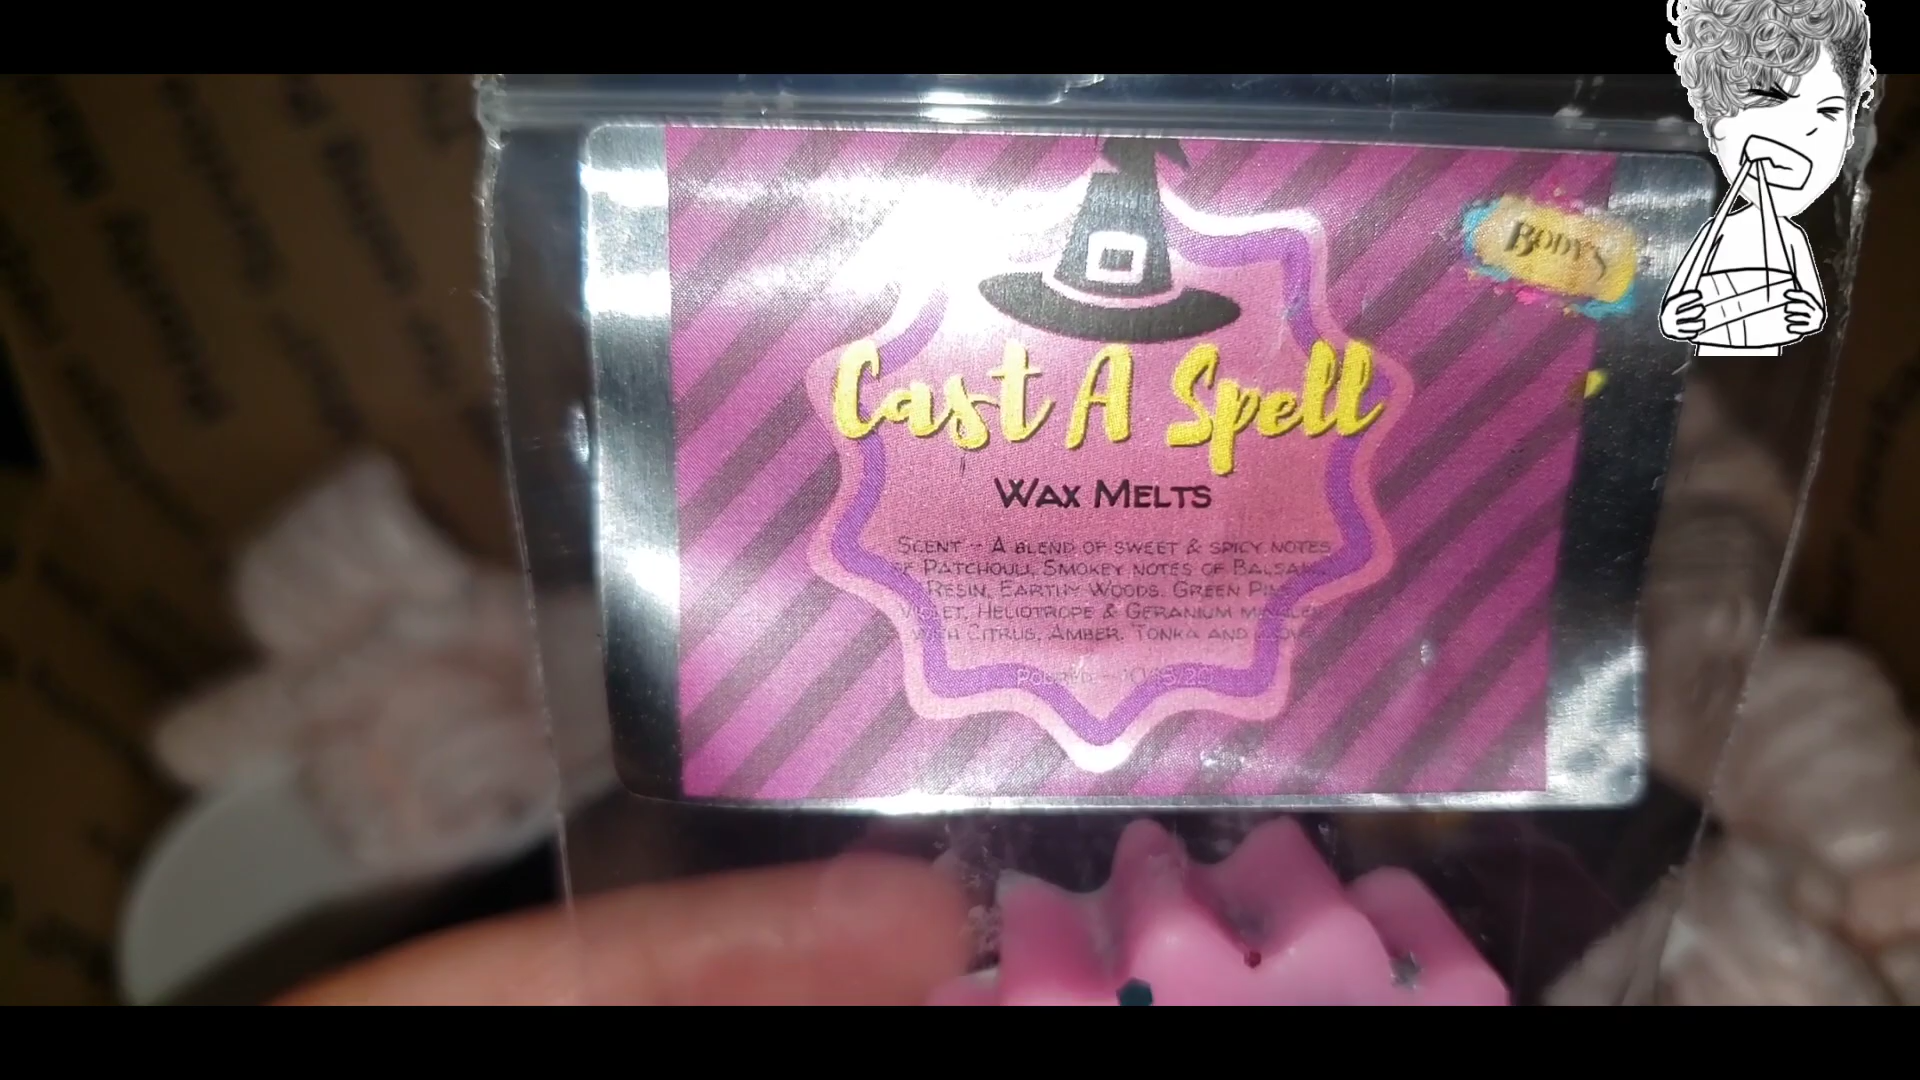 BODY'S
Cast A Spell
WAX MELTS
SCENT ~ A BLEND OF SWEET & SPICY NOTES
OF PATCHOULI, SMOKEY NOTES OF BALSAM
RESIN, EARTHY WOODS, GREEN PINE
VIOLET, HELIOTROPE & GERANIUM MINGLED
WITH CITRUS, AMBER, TONKA AND